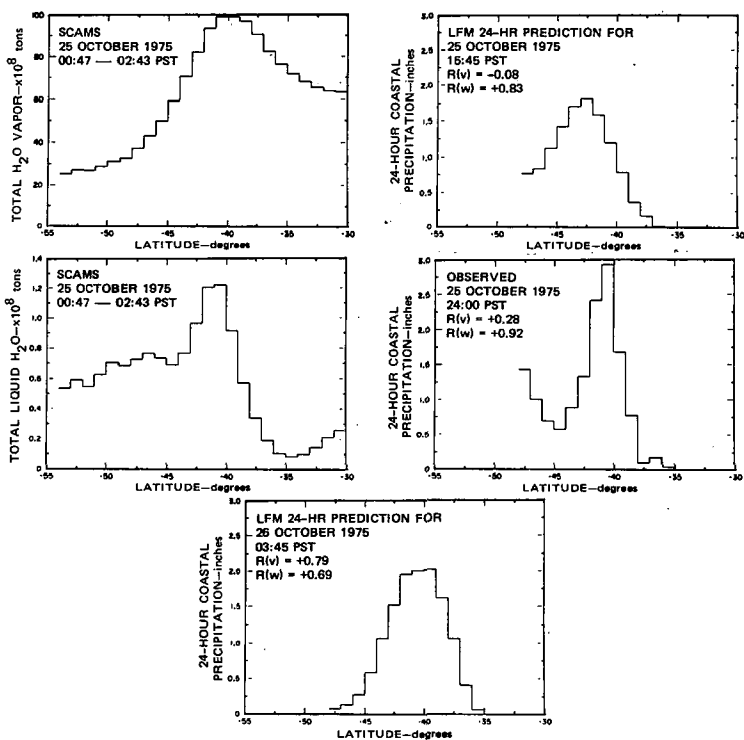 SCAMS
25 OCTOBER 1975
00:47 — 02:43 PST
TOTAL H2O VAPOR—x10^8 tons
100
80
60
40
20
0
.55 .50 .45 .40 .35 .30
LATITUDE—degrees
LFM 24-HR PREDICTION FOR
25 OCTOBER 1975
15:45 PST
R(v) = -0.08
R(w) = +0.83
24-HOUR COASTAL
PRECIPITATION—inches
3.0
2.5
2.0
1.5
1.0
0.5
0
.55 .50 .45 .40 .35 .30
LATITUDE—degrees
SCAMS
25 OCTOBER 1975
00:47 — 02:43 PST
TOTAL LIQUID H2O—x10^8 tons
1.4
1.2
1.0
0.8
0.6
0.4
0.2
0
.55 .50 .45 .40 .35 .30
LATITUDE—degrees
OBSERVED
25 OCTOBER 1975
24:00 PST
R(v) = +0.28
R(w) = +0.92
24-HOUR COASTAL
PRECIPITATION—inches
3.0
2.5
2.0
1.5
1.0
0.5
0
.55 .50 .45 .40 .35 .30
LATITUDE—degrees
LFM 24-HR PREDICTION FOR
26 OCTOBER 1975
03:45 PST
R(v) = +0.79
R(w) = +0.69
24-HOUR COASTAL
PRECIPITATION—inches
3.0
2.5
2.0
1.5
1.0
0.5
0
.55 .50 .45 .40 .35 .30
LATITUDE—degrees